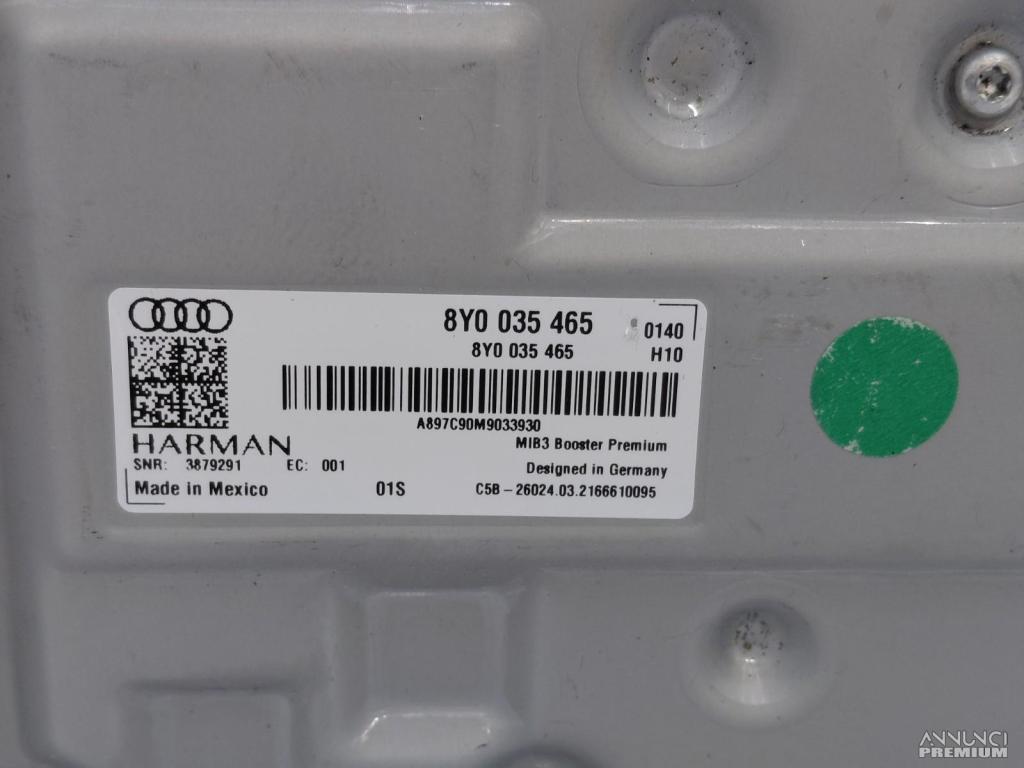 8Y0 035 465
0140
8Y0 035 465
H10
A897C90M9033930
HARMAN
MIB3 Booster Premium
SNR: 3879291 EC: 001
Designed in Germany
Made in Mexico 01S C5B-26024.03.2166610095
ANNUNCI
PREMIUM